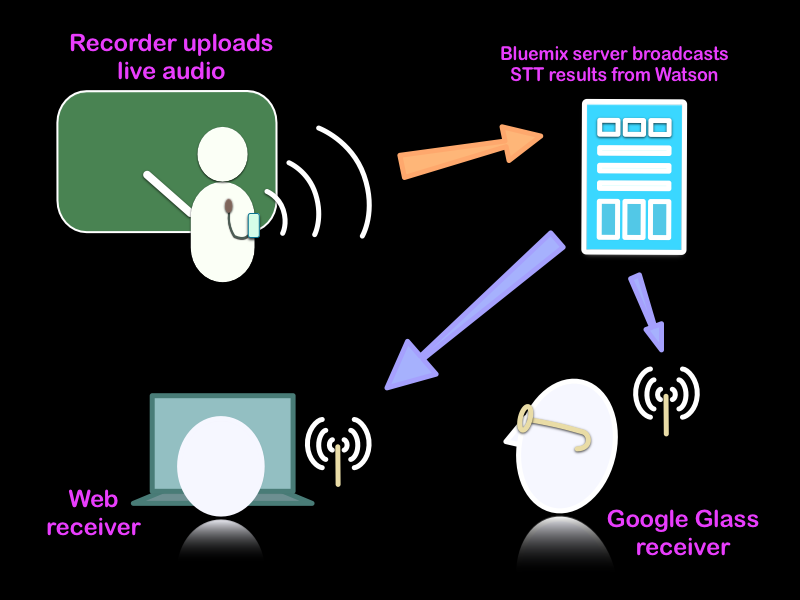 Recorder uploads
live audio
Bluemix server broadcasts
STT results from Watson
Web
receiver
Google Glass
receiver